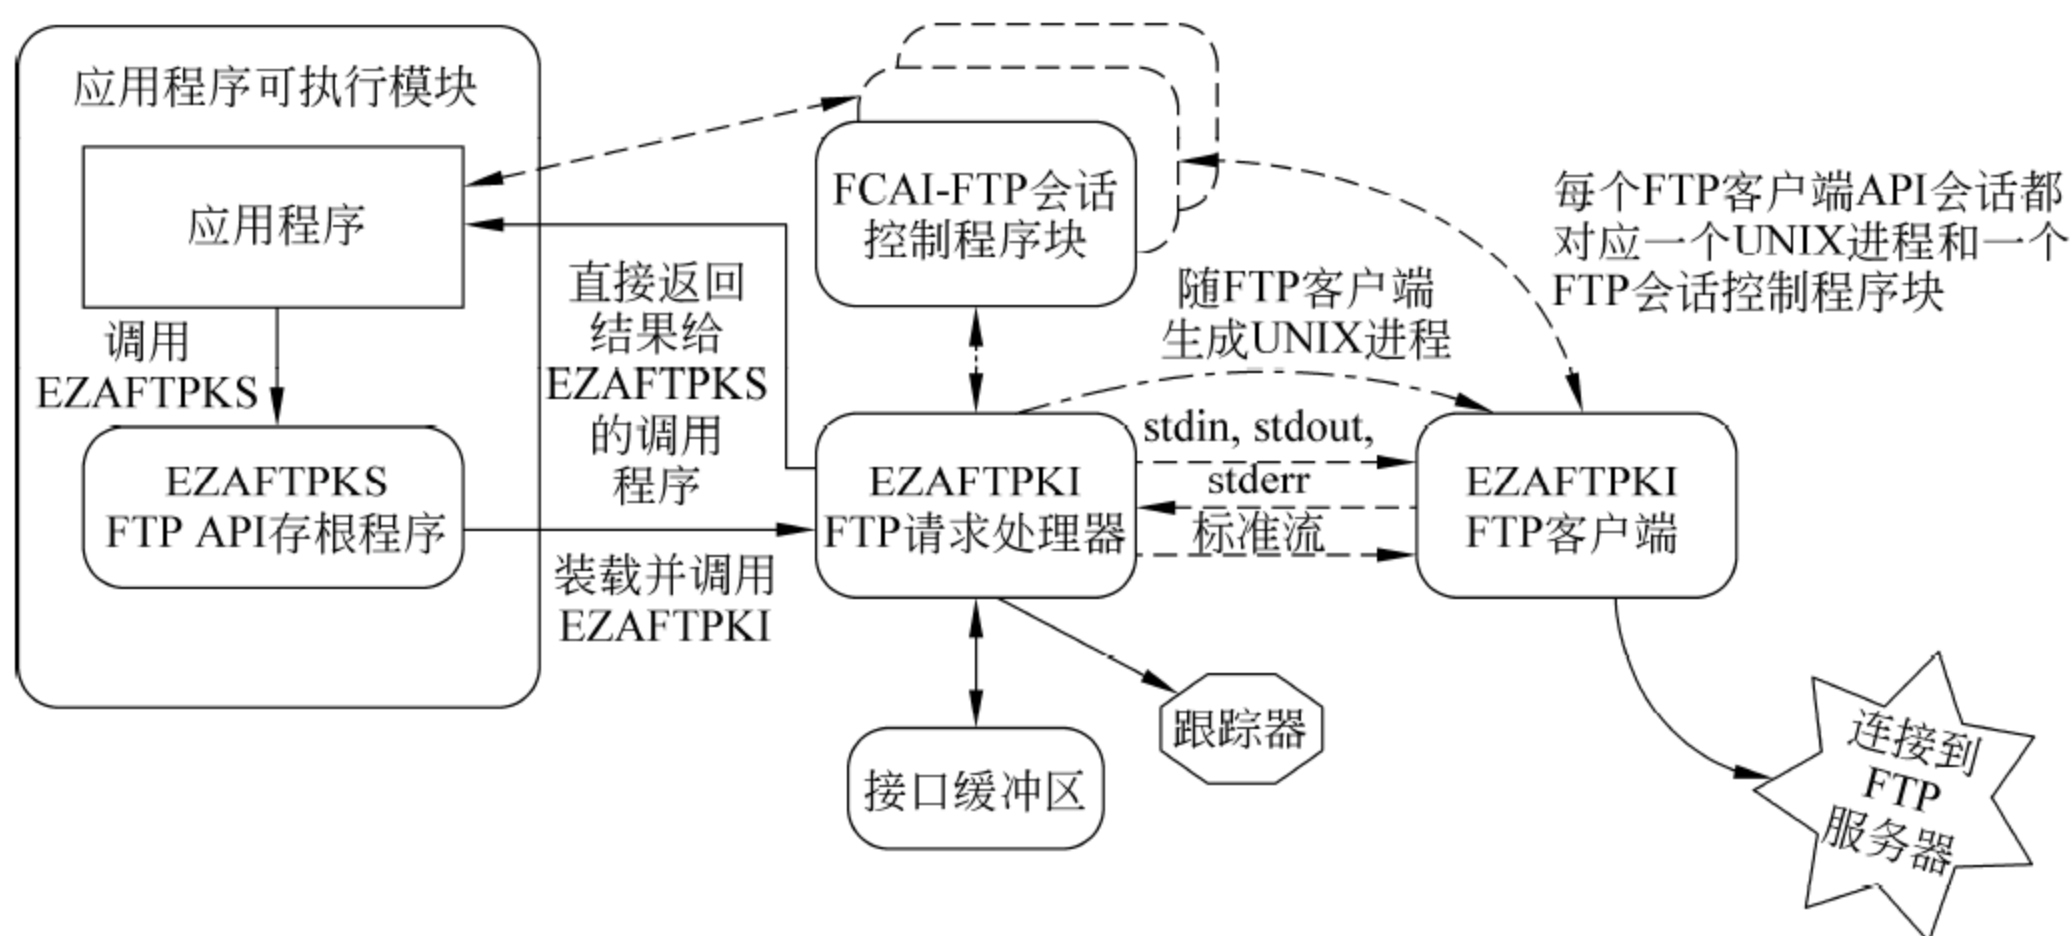 应用程序可执行模块
应用程序
调用
EZAFTPKS
EZAFTPKS
FTP API存根程序
直接返回
结果给
EZAFTPKS
的调用
程序
装载并调用
EZAFTPKI
FCAI-FTP会话
控制程序块
随FTP客户端
生成UNIX进程
每个FTP客户端API会话都
对应一个UNIX进程和一个
FTP会话控制程序块
EZAFTPKI
FTP请求处理器
stdin, stdout,
stderr
标准流
EZAFTPKI
FTP客户端
接口缓冲区
跟踪器
连接到
FTP
服务器